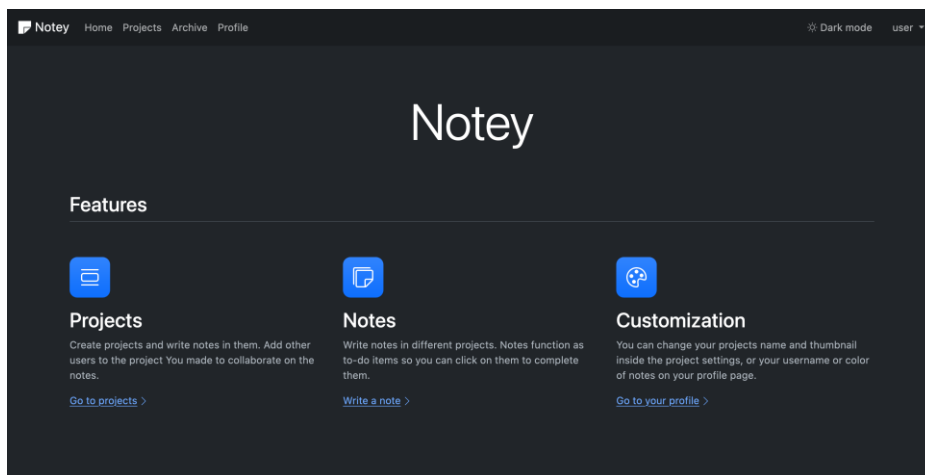 Notey Home Projects Archive Profile Dark mode user
Notey
Features
Projects
Create projects and write notes in them. Add other
users to the project You made to collaborate on the
notes.
Go to projects >
Notes
Write notes in different projects. Notes function as
to-do items so you can click on them to complete
them.
Write a note >
Customization
You can change your projects name and thumbnail
inside the project settings, or your username or color
of notes on your profile page.
Go to your profile >